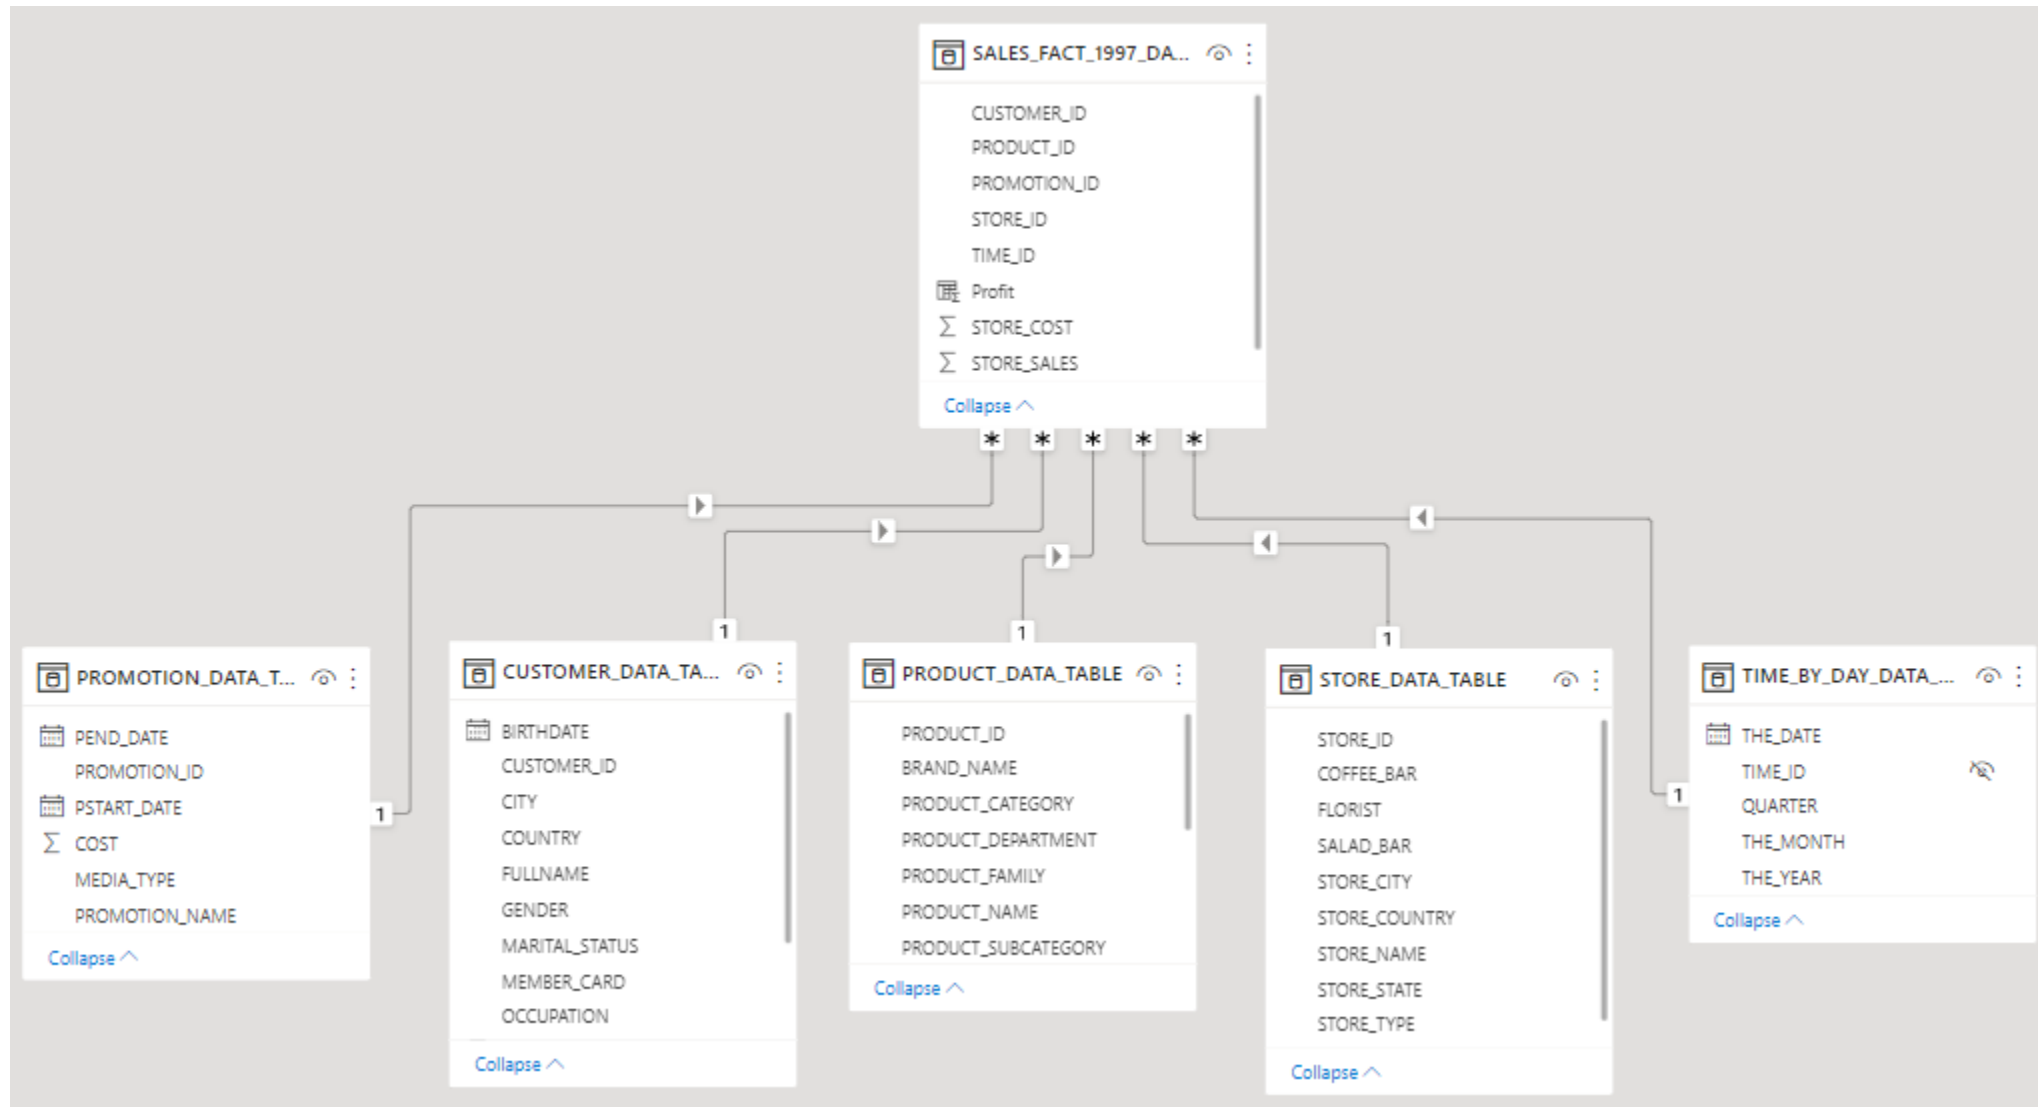 SALES_FACT_1997_DA...
CUSTOMER_ID
PRODUCT_ID
PROMOTION_ID
STORE_ID
TIME_ID
Profit
STORE_COST
STORE_SALES
Collapse
* * * * *
1
1
1
1
1
PROMOTION_DATA_T...
PEND_DATE
PROMOTION_ID
PSTART_DATE
COST
MEDIA_TYPE
PROMOTION_NAME
Collapse
CUSTOMER_DATA_TA...
BIRTHDATE
CUSTOMER_ID
CITY
COUNTRY
FULLNAME
GENDER
MARITAL_STATUS
MEMBER_CARD
OCCUPATION
Collapse
PRODUCT_DATA_TABLE
PRODUCT_ID
BRAND_NAME
PRODUCT_CATEGORY
PRODUCT_DEPARTMENT
PRODUCT_FAMILY
PRODUCT_NAME
PRODUCT_SUBCATEGORY
Collapse
STORE_DATA_TABLE
STORE_ID
COFFEE_BAR
FLORIST
SALAD_BAR
STORE_CITY
STORE_COUNTRY
STORE_NAME
STORE_STATE
STORE_TYPE
Collapse
TIME_BY_DAY_DATA_...
THE_DATE
TIME_ID
QUARTER
THE_MONTH
THE_YEAR
Collapse